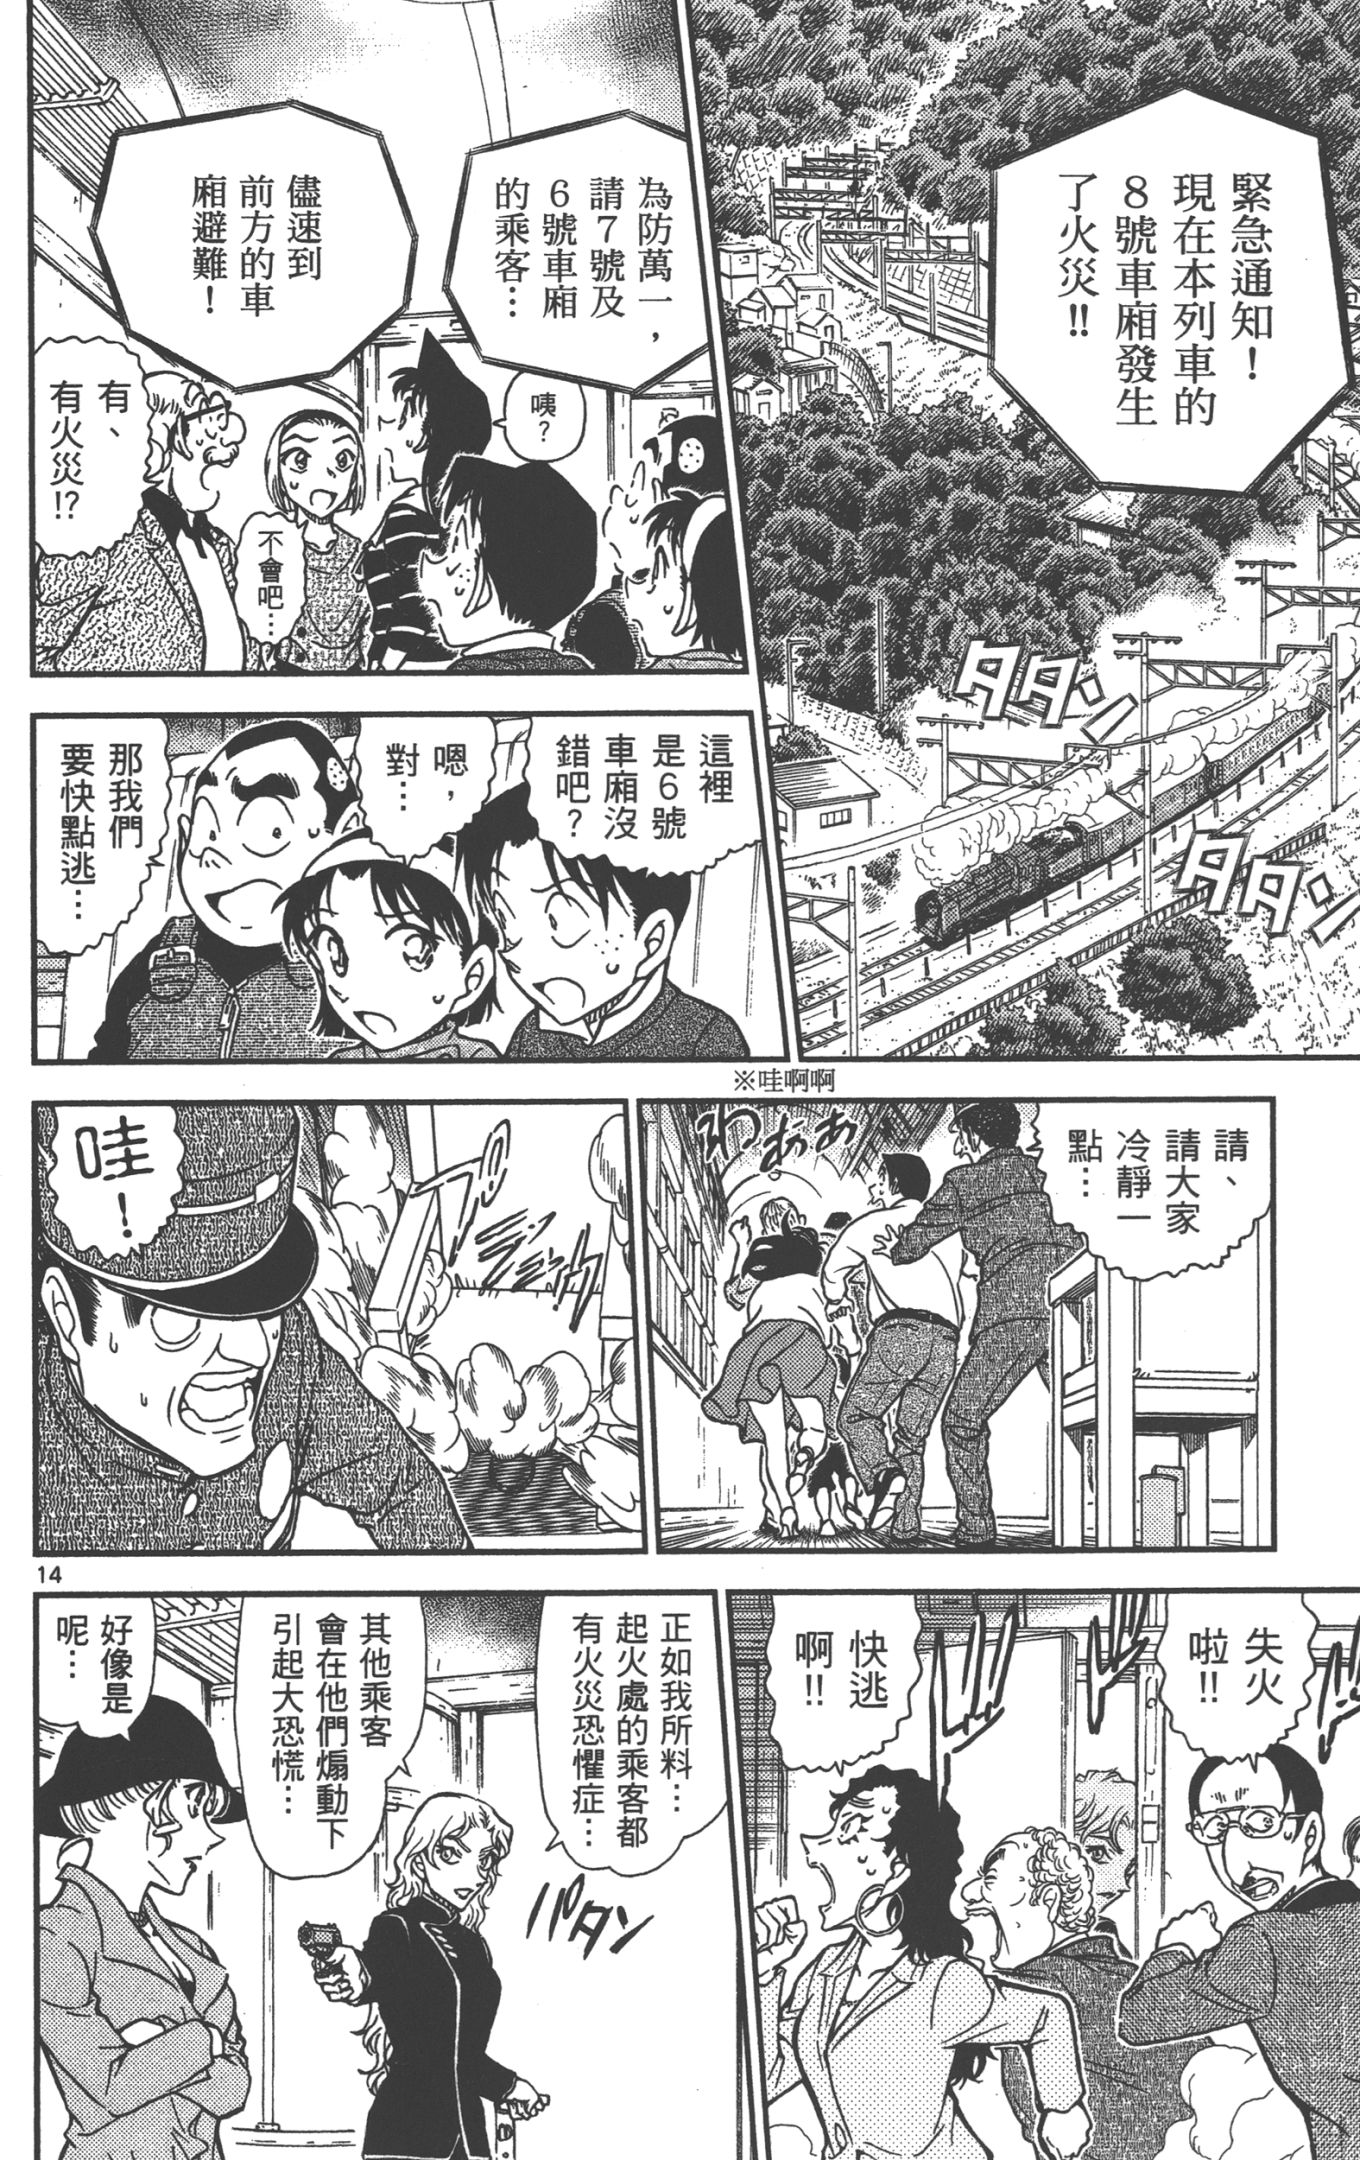 緊急通知！
現在本列車的
８號車廂發生
了火災!!
タタン
タタン
為防萬一，
請７號及
６號車廂
的乘客…
儘速到
前方的車
廂避難！
咦？
不會吧…
有、
有火災!?
這裡
是６號
車廂沒
錯吧？
嗯，
對…
那我們
要快點逃…
※哇啊啊
請、
請大家
冷靜一
點…
わああぁ
哇！
14
失火
啦!!
快逃
啊!!
正如我所料…
起火處的乘客都
有火災恐懼症…
其他乘客
會在他們煽動下
引起大恐慌…
パタン
好像是
呢…